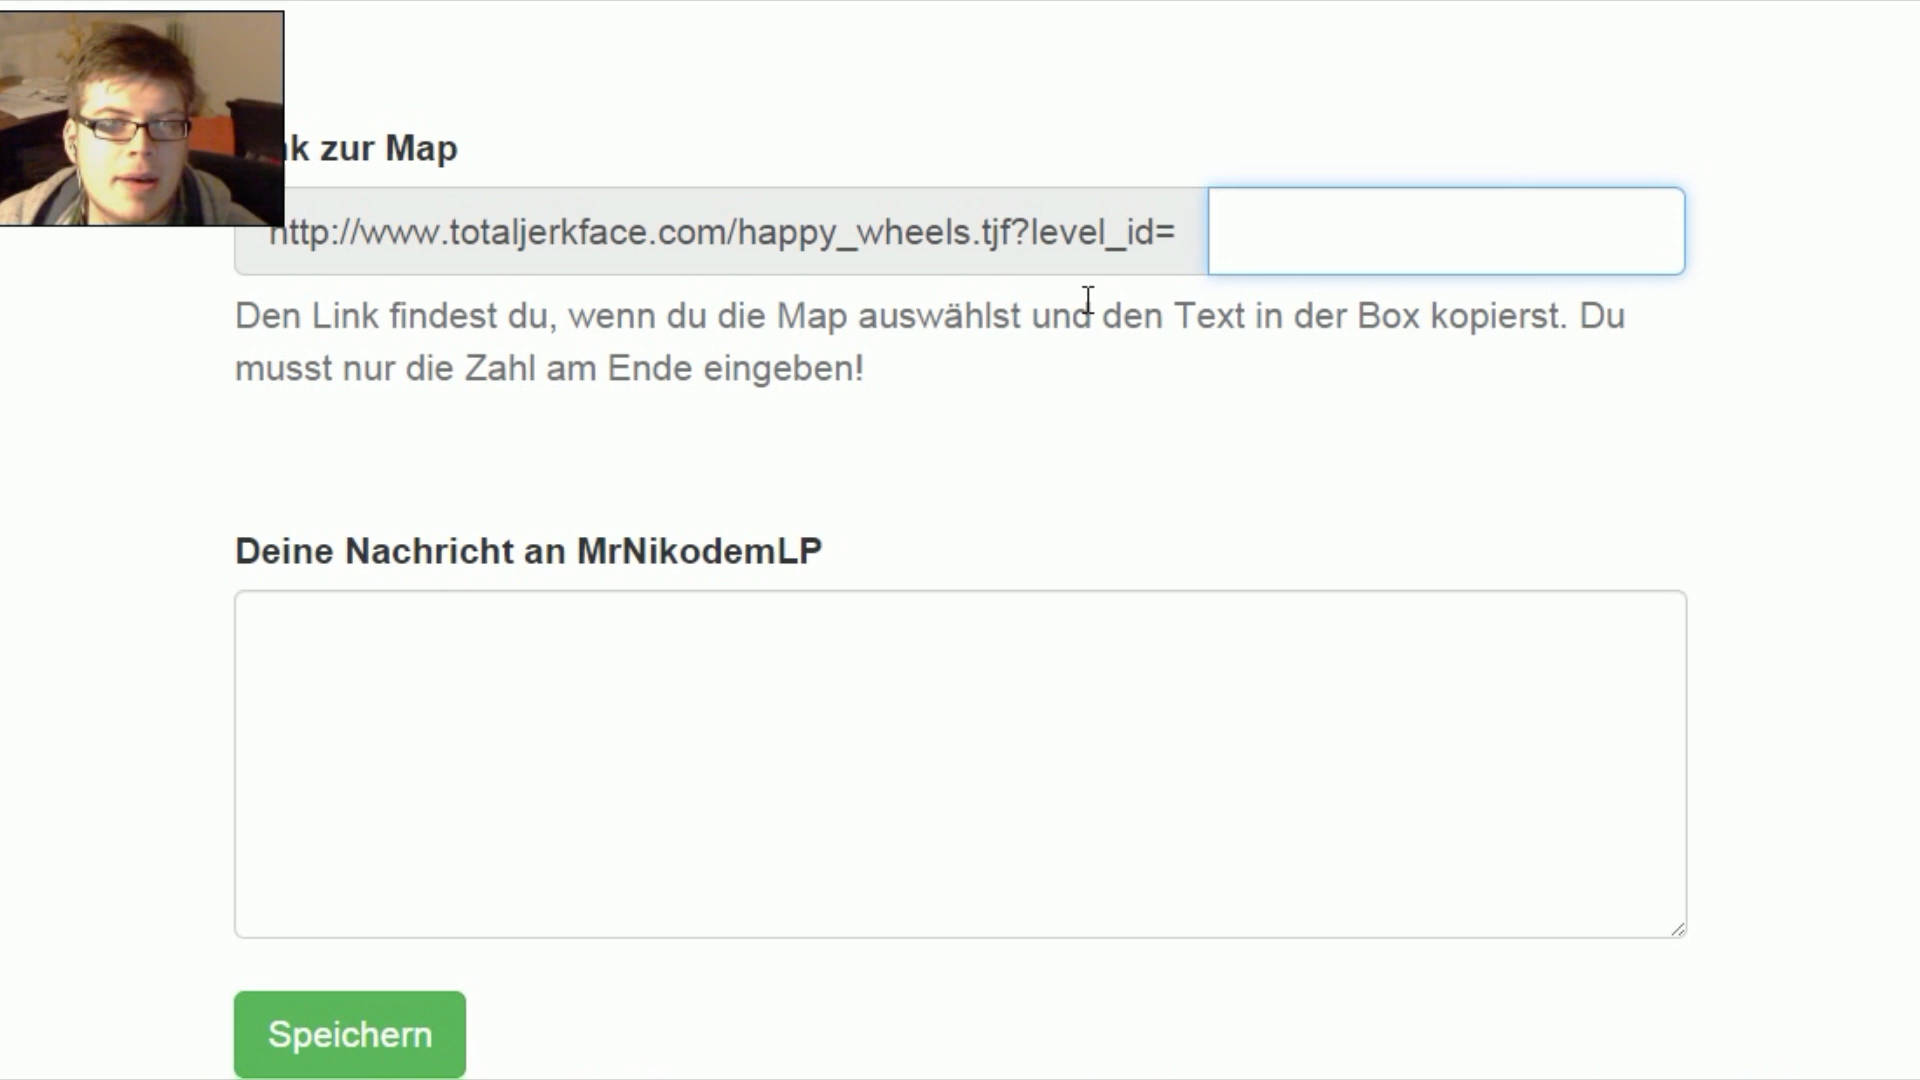 nk zur Map
http://www.totaljerkface.com/happy_wheels.tjf?level_id=
Den Link findest du, wenn du die Map auswählst und den Text in der Box kopierst. Du
musst nur die Zahl am Ende eingeben!
Deine Nachricht an MrNikodemLP
Speichern